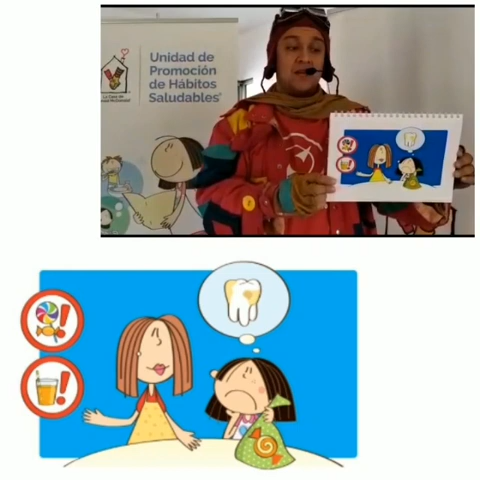 Unidad de
Promoción
de Hábitos
Saludables